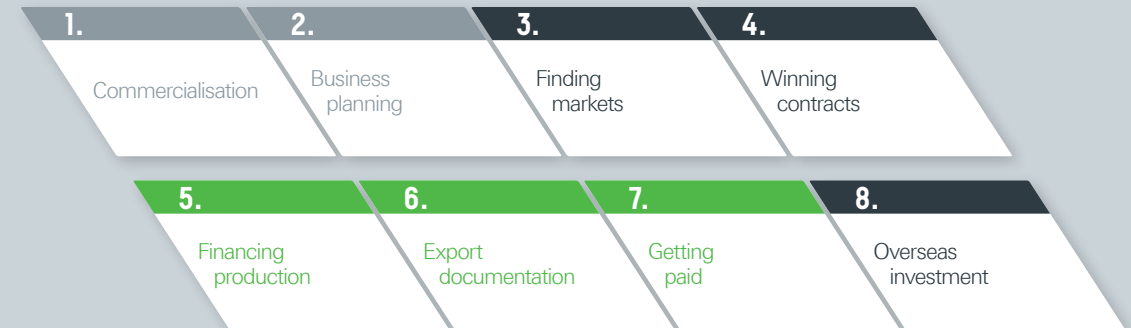 1.
2.
3.
4.
Commercialisation
Business
planning
Finding
markets
Winning
contracts
5.
6.
7.
8.
Financing
production
Export
documentation
Getting
paid
Overseas
investment